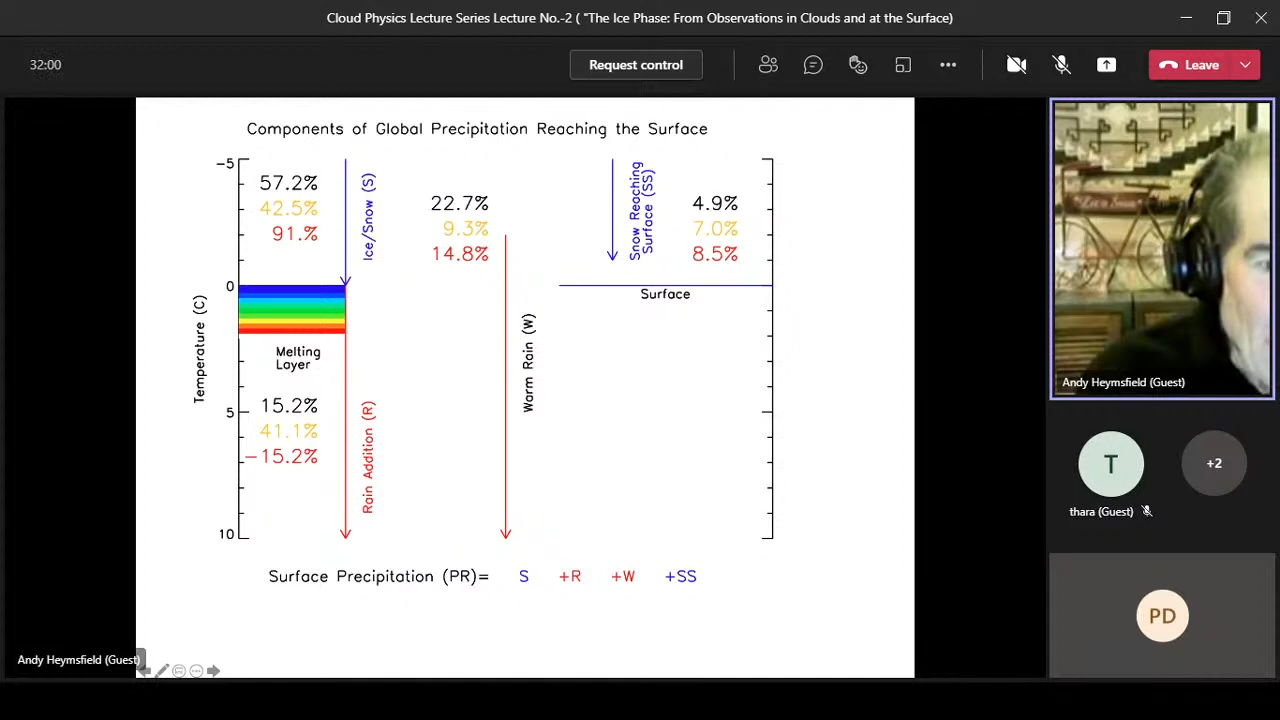 Cloud Physics Lecture Series Lecture No.-2 ( "The Ice Phase: From Observations in Clouds and at the Surface)
32:00
Request control
Leave
Components of Global Precipitation Reaching the Surface
-5
0
5
10
Temperature (C)
57.2%
42.5%
91.%
Ice/Snow (S)
22.7%
9.3%
14.8%
Snow Reaching
Surface (SS)
4.9%
7.0%
8.5%
Surface
Melting
Layer
Warm Rain (W)
15.2%
41.1%
-15.2%
Rain Addition (R)
Surface Precipitation (PR)= S +R +W +SS
Andy Heymsfield (Guest)
Andy Heymsfield (Guest)
T
+2
thara (Guest)
PD